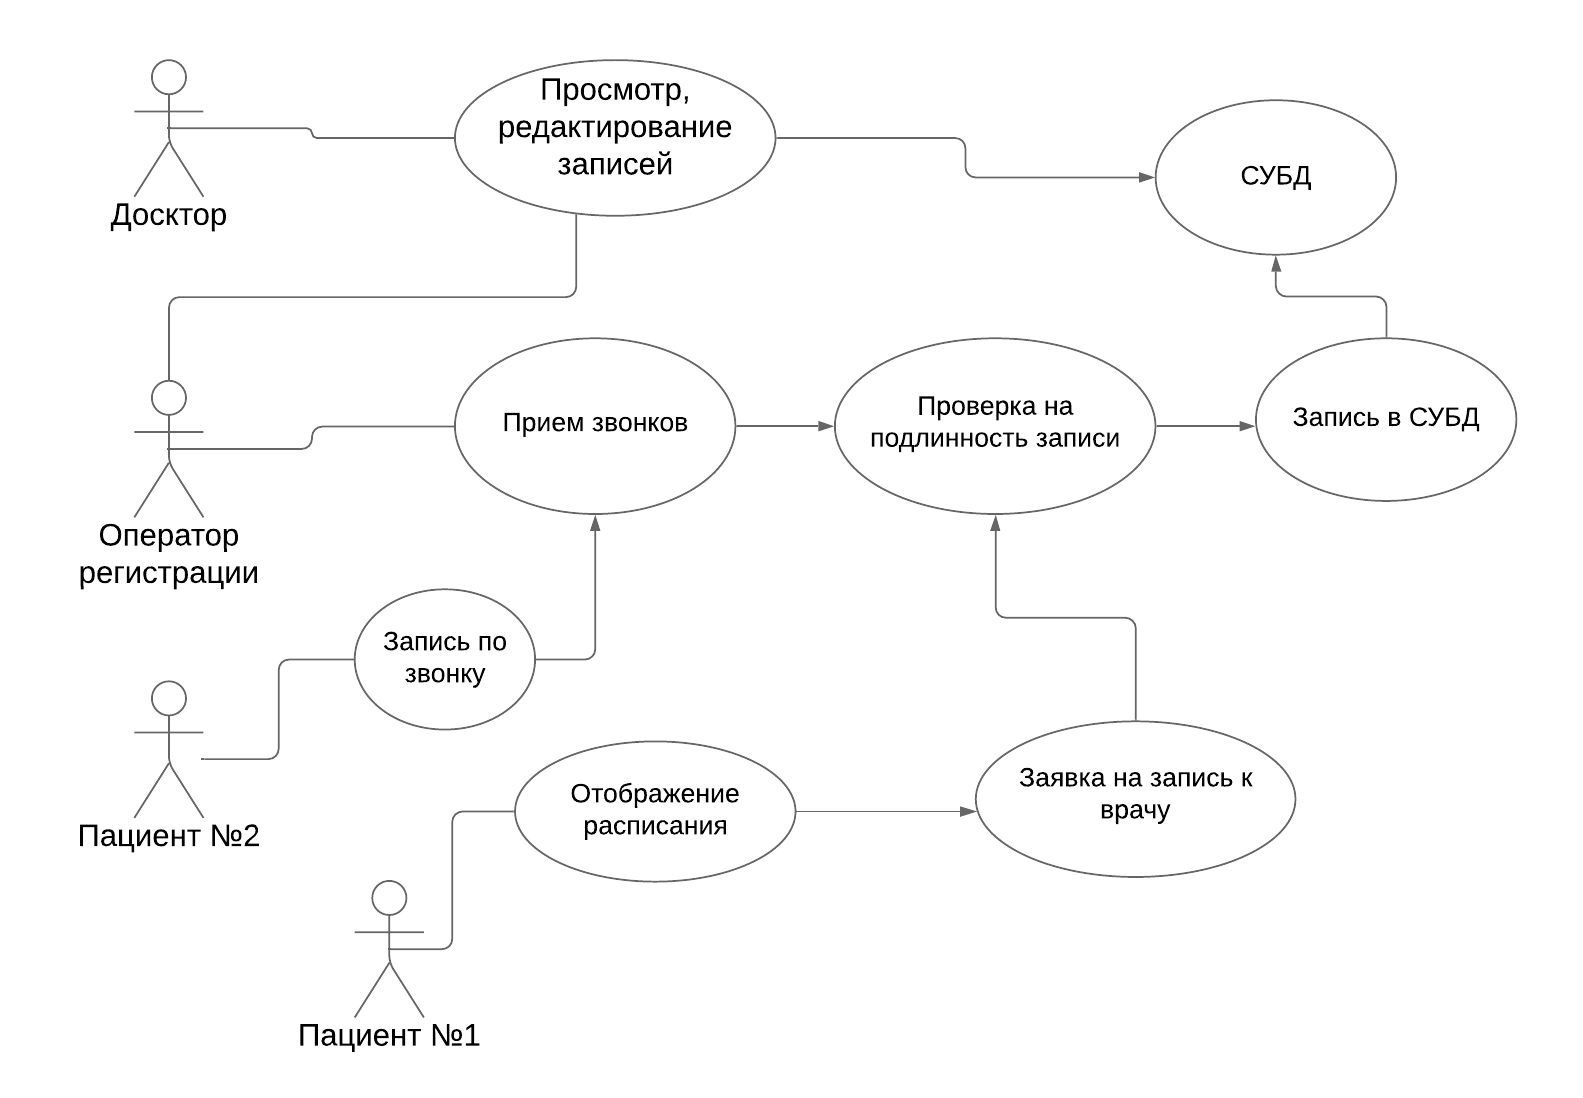 Просмотр,
редактирование
записей
СУБД
Досктор
Прием звонков
Проверка на
подлинность записи
Запись в СУБД
Оператор
регистрации
Запись по
звонку
Пациент №2
Отображение
расписания
Заявка на запись к
врачу
Пациент №1